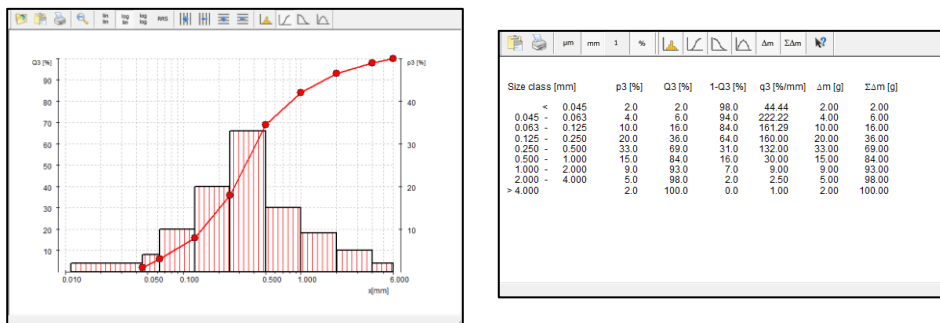 lin lin log lin log log RRS
Q3 [%] p3 [%]
90
80
70
60
50
40
30
20
10
40
30
20
10
0.010 0.050 0.100 0.500 1.000 6.000
x[mm]
µm mm 1 % Δm ΣΔm
Size class [mm] p3 [%] Q3 [%] 1-Q3 [%] q3 [%/mm] Δm [g] ΣΔm [g]
< 0.045 2.0 2.0 98.0 44.44 2.00 2.00
0.045 - 0.063 4.0 6.0 94.0 222.22 4.00 6.00
0.063 - 0.125 10.0 16.0 84.0 161.29 10.00 16.00
0.125 - 0.250 20.0 36.0 64.0 160.00 20.00 36.00
0.250 - 0.500 33.0 69.0 31.0 132.00 33.00 69.00
0.500 - 1.000 15.0 84.0 16.0 30.00 15.00 84.00
1.000 - 2.000 9.0 93.0 7.0 9.00 9.00 93.00
2.000 - 4.000 5.0 98.0 2.0 2.50 5.00 98.00
> 4.000 2.0 100.0 0.0 1.00 2.00 100.00